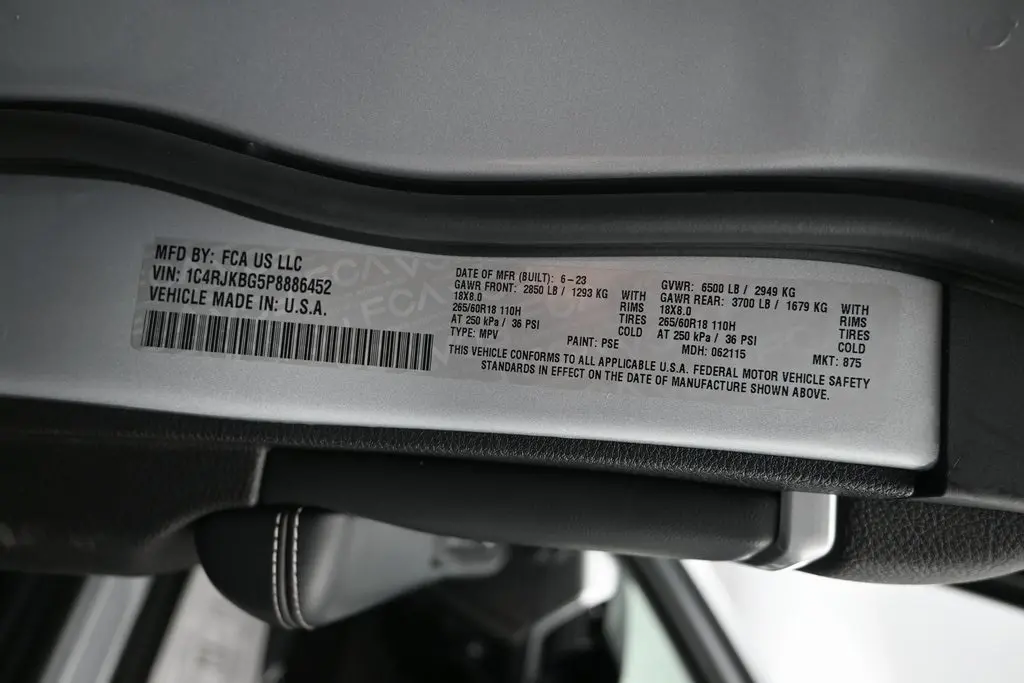 MFD BY: FCA US LLC
VIN: 1C4RJKBG5P8886452
VEHICLE MADE IN: U.S.A.
DATE OF MFR (BUILT): 6-23
GAWR FRONT: 2850 LB / 1293 KG WITH
18X8.0 RIMS
265/60R18 110H TIRES
AT 250 kPa / 36 PSI COLD
TYPE: MPV PAINT: PSE
GVWR: 6500 LB / 2949 KG
GAWR REAR: 3700 LB / 1679 KG WITH
18X8.0 RIMS
265/60R18 110H TIRES
AT 250 kPa / 36 PSI COLD
MDH: 062115 MKT: 875
THIS VEHICLE CONFORMS TO ALL APPLICABLE U.S.A. FEDERAL MOTOR VEHICLE SAFETY
STANDARDS IN EFFECT ON THE DATE OF MANUFACTURE SHOWN ABOVE.